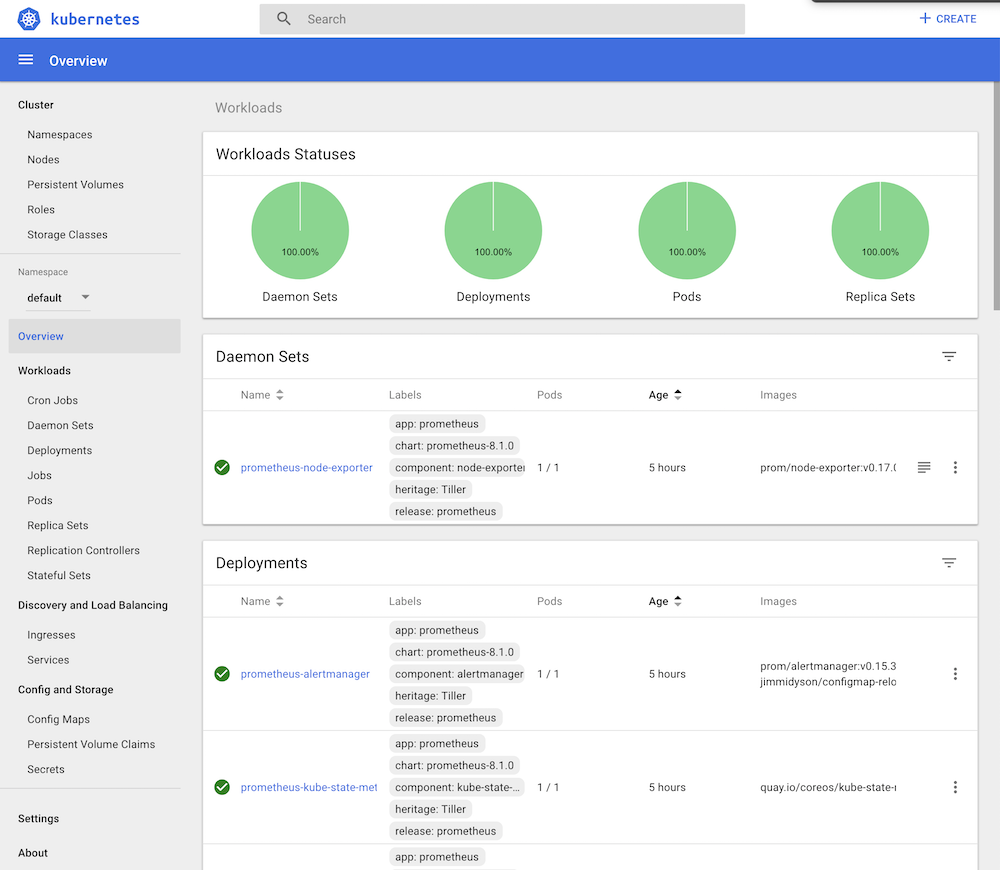 kubernetes
Search
CREATE
Overview
Cluster
Namespaces
Nodes
Persistent Volumes
Roles
Storage Classes
Namespace
default
Overview
Workloads
Cron Jobs
Daemon Sets
Deployments
Jobs
Pods
Replica Sets
Replication Controllers
Stateful Sets
Discovery and Load Balancing
Ingresses
Services
Config and Storage
Config Maps
Persistent Volume Claims
Secrets
Settings
About
Workloads
Workloads Statuses
100.00% 100.00% 100.00% 100.00%
Daemon Sets Deployments Pods Replica Sets
Daemon Sets
Name Labels Pods Age Images
app: prometheus
chart: prometheus-8.1.0
prometheus-node-exporter component: node-exporter 1 / 1 5 hours prom/node-exporter:v0.17.0
heritage: Tiller
release: prometheus
Deployments
Name Labels Pods Age Images
app: prometheus
chart: prometheus-8.1.0
prometheus-alertmanager component: alertmanager 1 / 1 5 hours prom/alertmanager:v0.15.3
jimmidyson/configmap-relo
heritage: Tiller
release: prometheus
app: prometheus
chart: prometheus-8.1.0
prometheus-kube-state-met component: kube-state-... 1 / 1 5 hours quay.io/coreos/kube-state-
heritage: Tiller
release: prometheus
app: prometheus